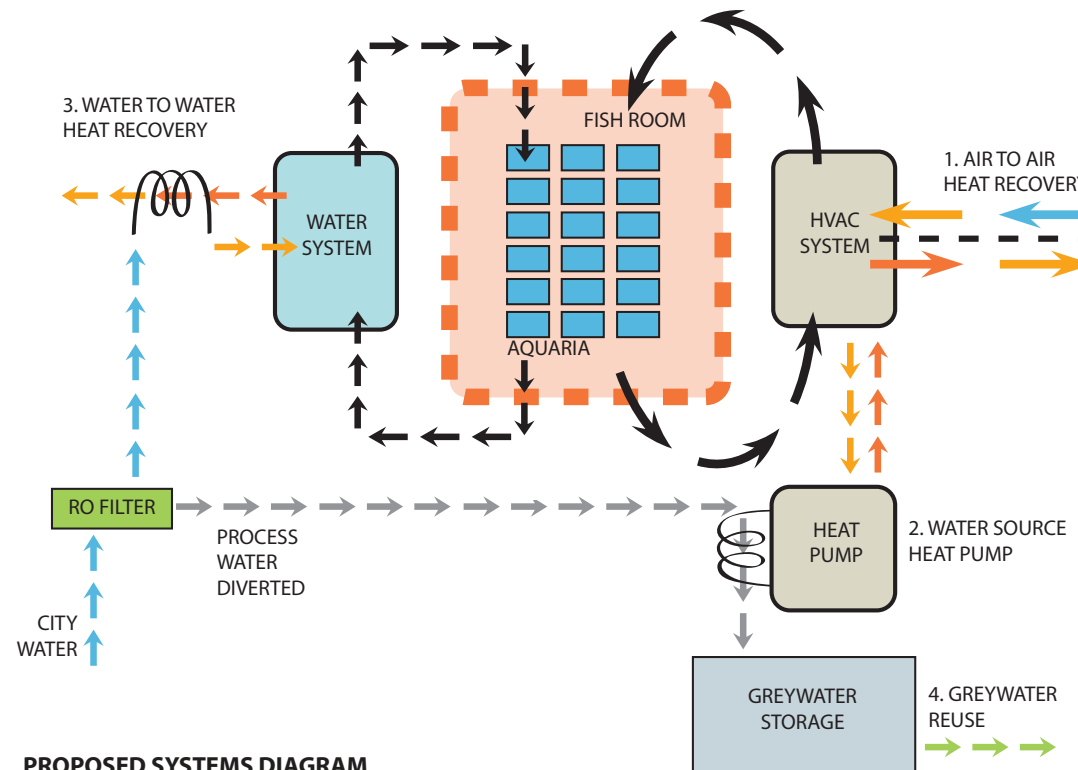 3. WATER TO WATER
HEAT RECOVERY
FISH ROOM
1. AIR TO AIR
HEAT RECOVERY
WATER
SYSTEM
HVAC
SYSTEM
AQUARIA
RO FILTER
PROCESS
WATER
DIVERTED
HEAT
PUMP
2. WATER SOURCE
HEAT PUMP
CITY
WATER
GREYWATER
STORAGE
4. GREYWATER
REUSE
PROPOSED SYSTEMS DIAGRAM